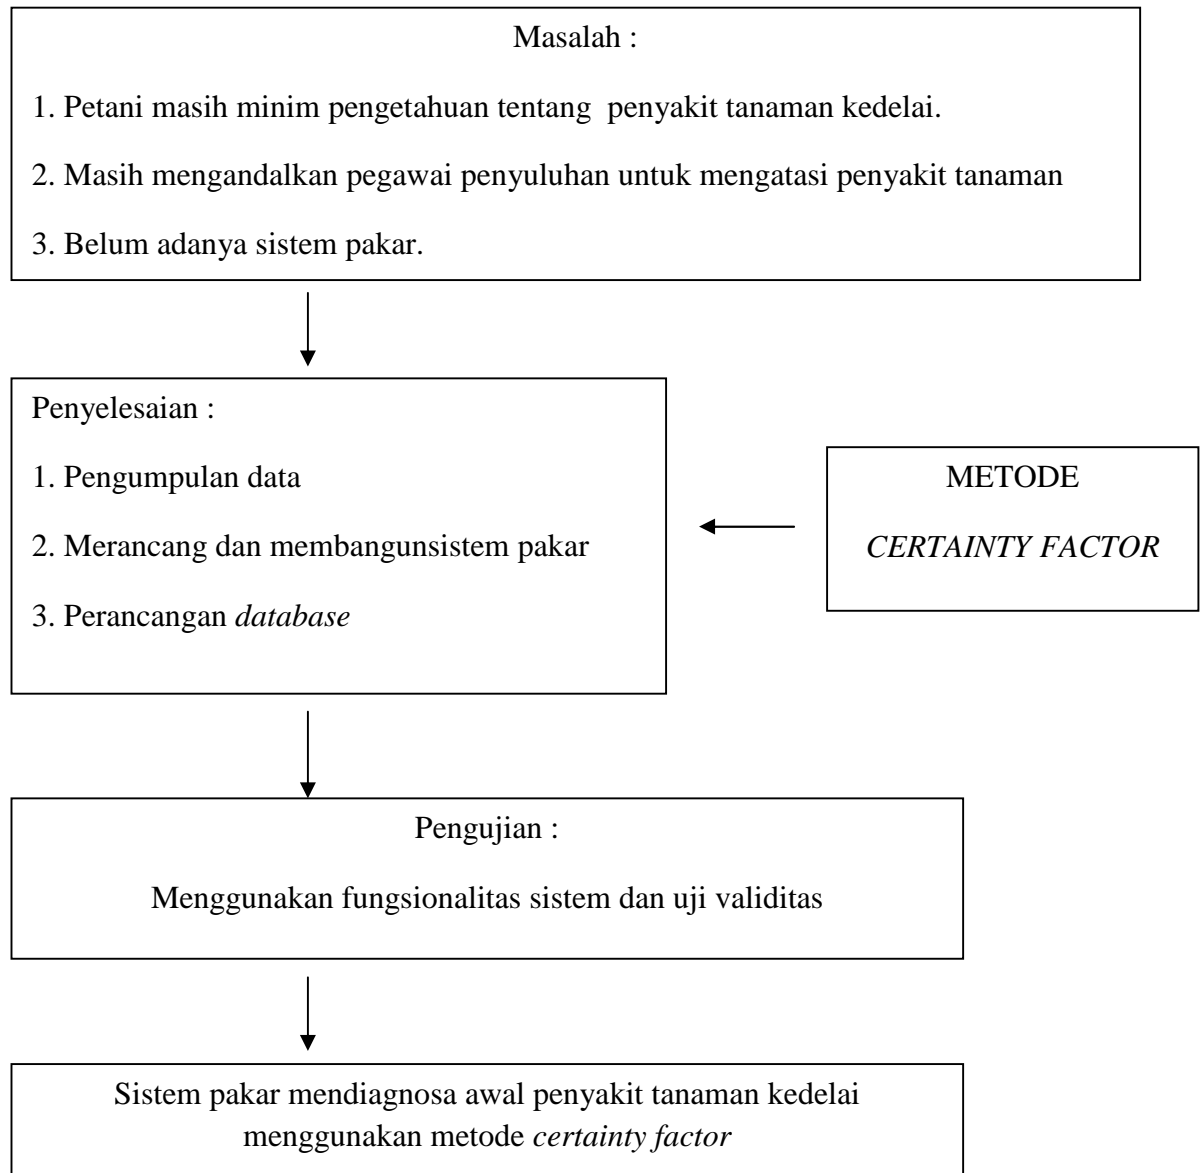 Masalah :
1. Petani masih minim pengetahuan tentang penyakit tanaman kedelai.
2. Masih mengandalkan pegawai penyuluhan untuk mengatasi penyakit tanaman
3. Belum adanya sistem pakar.
Penyelesaian :
1. Pengumpulan data
2. Merancang dan membangunsistem pakar
3. Perancangan database
METODE
CERTAINTY FACTOR
Pengujian :
Menggunakan fungsionalitas sistem dan uji validitas
Sistem pakar mendiagnosa awal penyakit tanaman kedelai
menggunakan metode certainty factor